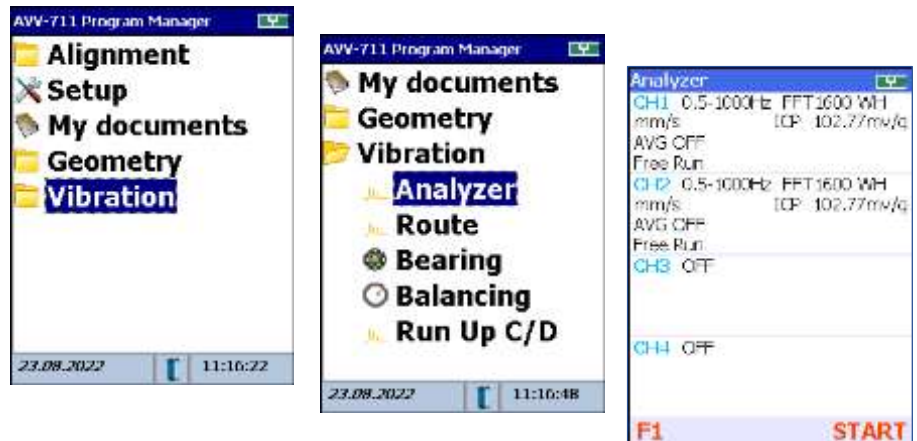 AVV-711 Program Manager
Alignment
Setup
My documents
Geometry
Vibration
23.08.2022 11:16:22
AVV-711 Program Manager
My documents
Geometry
Vibration
Analyzer
Route
Bearing
Balancing
Run Up C/D
23.08.2022 11:16:48
Analyzer
CH1 0.5-1000Hz FFT1600 WH
mm/s ICP 102.77mv/g
AVG OFF
Free Run
CH2 0.5-1000Hz FFT1600 WH
mm/s ICP 102.77mv/g
AVG OFF
Free Run
CH3 OFF
CH4 OFF
F1 START